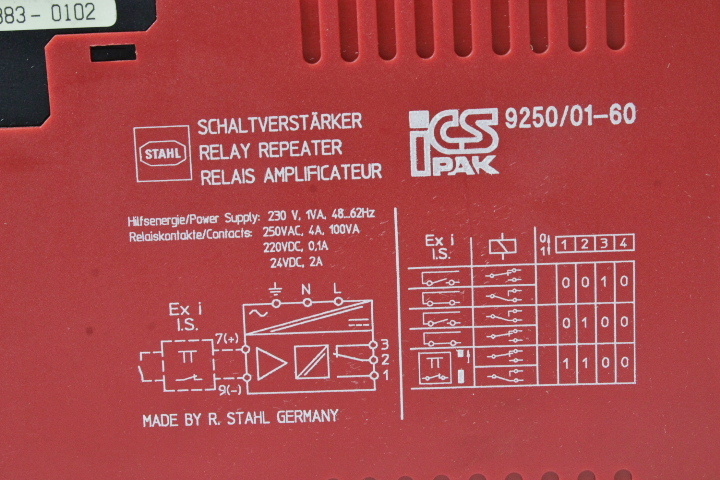 383-0102
STAHL
SCHALTVERSTÄRKER
RELAY REPEATER
RELAIS AMPLIFICATEUR
iCS
PAK
9250/01-60
Hilfsenergie/Power Supply: 230 V, 1VA, 48...62Hz
Relaiskontakte/Contacts: 250VAC, 4A, 100VA
220VDC, 0,1A
24VDC, 2A
N L
Ex i
I.S.
7(+)
9(-)
3
2
1
MADE BY R. STAHL GERMANY
Ex i
I.S.
0
1
1 2 3 4
0 0 1 0
0 1 0 0
1 1 0 0